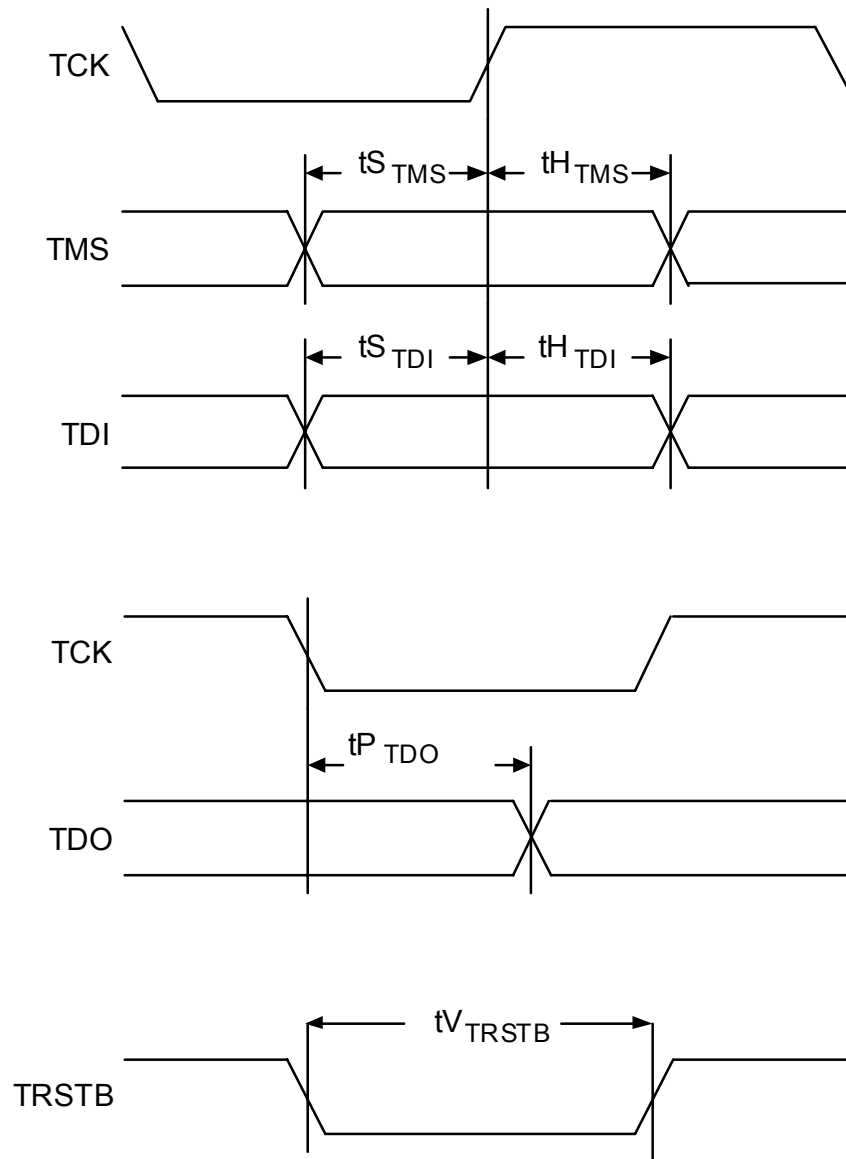 TCK
tS TMS tH TMS
TMS
tS TDI tH TDI
TDI
TCK
tP TDO
TDO
tV TRSTB
TRSTB